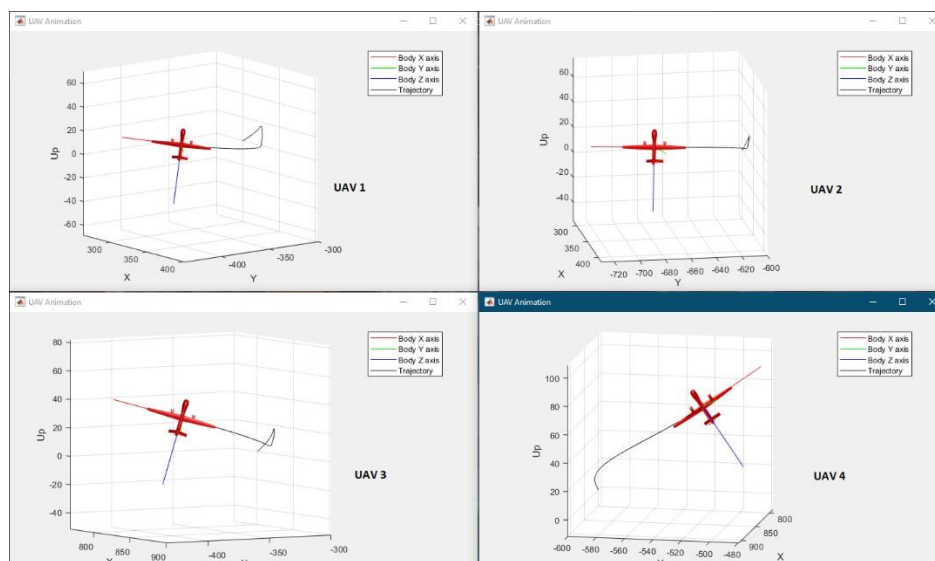 UAV Animation
Body X axis
Body Y axis
Body Z axis
Trajectory
60
40
20
0
-20
-40
-60
Up
300
350
400
X
-400
-350
-300
Y
UAV 1
UAV Animation
Body X axis
Body Y axis
Body Z axis
Trajectory
60
40
20
0
-20
-40
Up
300
350
400
X
-720
-700
-680
-660
-640
-620
-600
Y
UAV 2
UAV Animation
Body X axis
Body Y axis
Body Z axis
Trajectory
80
60
40
20
0
-20
-40
Up
800
850
900
-400
-350
-300
UAV 3
UAV Animation
Body X axis
Body Y axis
Body Z axis
Trajectory
100
80
60
40
20
0
Up
-600
-580
-560
-540
-520
-500
-480
900
850
800
X
UAV 4